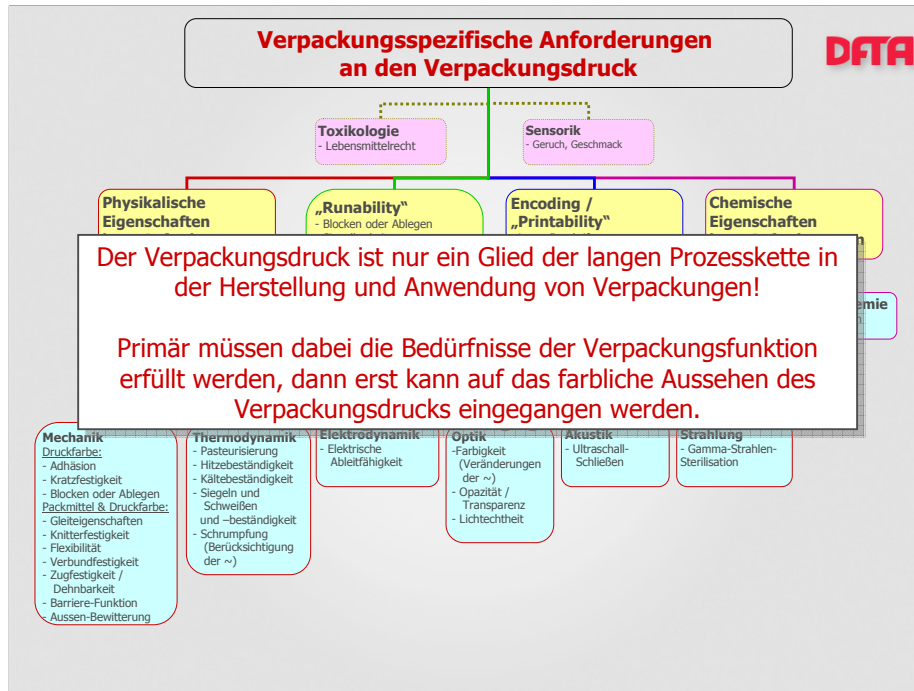 Verpackungsspezifische Anforderungen
an den Verpackungsdruck
DFTA
Toxikologie
- Lebensmittelrecht
Sensorik
- Geruch, Geschmack
Physikalische
Eigenschaften
„Runability“
- Blocken oder Ablegen
Encoding /
„Printability“
Chemische
Eigenschaften
Der Verpackungsdruck ist nur ein Glied der langen Prozesskette in
der Herstellung und Anwendung von Verpackungen!
Primär müssen dabei die Bedürfnisse der Verpackungsfunktion
erfüllt werden, dann erst kann auf das farbliche Aussehen des
Verpackungsdrucks eingegangen werden.
Mechanik
Druckfarbe:
- Adhäsion
- Kratzfestigkeit
- Blocken oder Ablegen
Packmittel & Druckfarbe:
- Gleiteigenschaften
- Knitterfestigkeit
- Flexibilität
- Verbundfestigkeit
- Zugfestigkeit /
Dehnbarkeit
- Barriere-Funktion
- Aussen-Bewitterung
Thermodynamik
- Pasteurisierung
- Hitzebeständigkeit
- Kältebeständigkeit
- Siegeln und
Schweißen
und –beständigkeit
- Schrumpfung
(Berücksichtigung
der ~)
Elektrodynamik
- Elektrische
Ableitfähigkeit
Optik
-Farbigkeit
(Veränderungen
der ~)
- Opazität /
Transparenz
- Lichtechtheit
Akustik
- Ultraschall-
Schließen
Strahlung
- Gamma-Strahlen-
Sterilisation